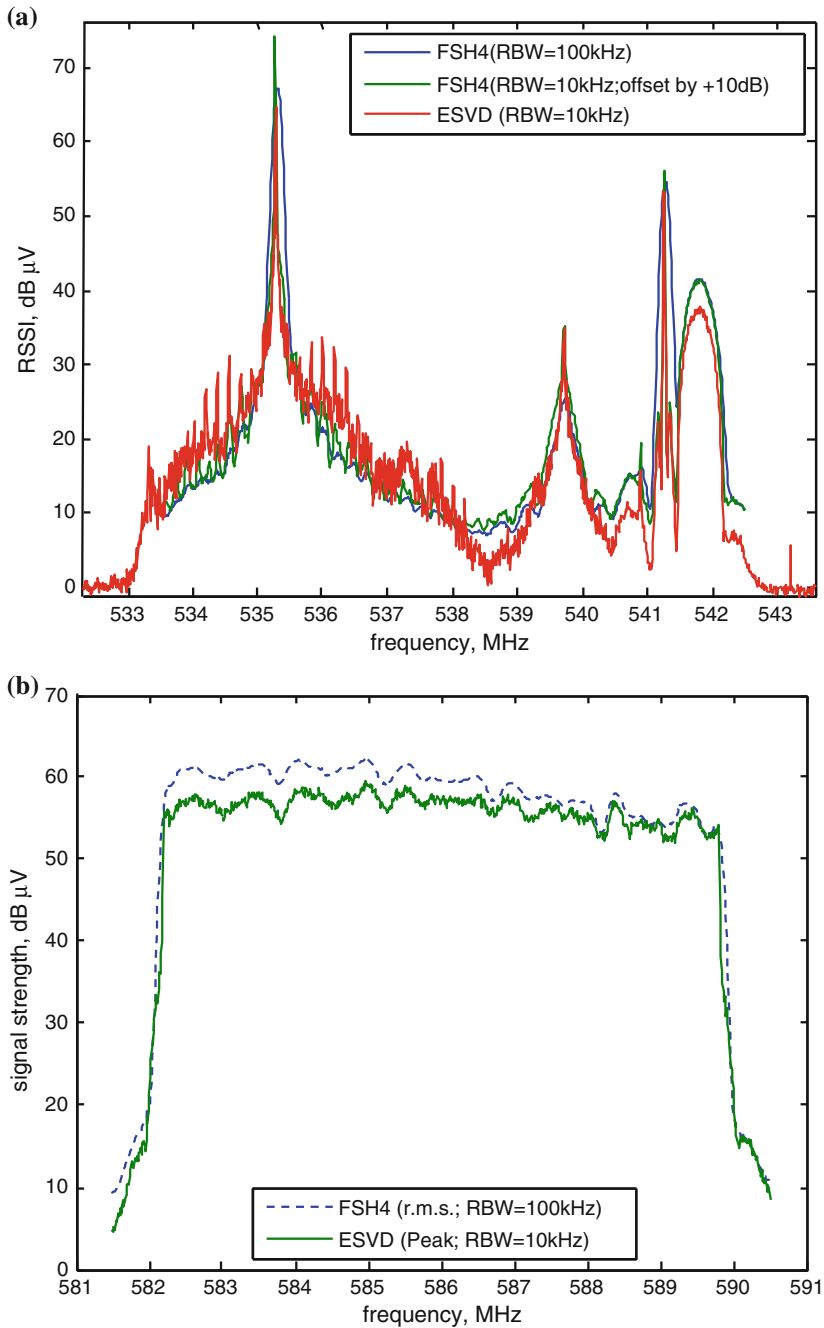 (a)
70
60
50
40
30
20
10
0
RSSI, dB µV
FSH4(RBW=100kHz)
FSH4(RBW=10kHz;offset by +10dB)
ESVD (RBW=10kHz)
533 534 535 536 537 538 539 540 541 542 543
frequency, MHz
(b)
70
60
50
40
30
20
10
0
signal strength, dB µV
FSH4 (r.m.s.; RBW=100kHz)
ESVD (Peak; RBW=10kHz)
581 582 583 584 585 586 587 588 589 590 591
frequency, MHz